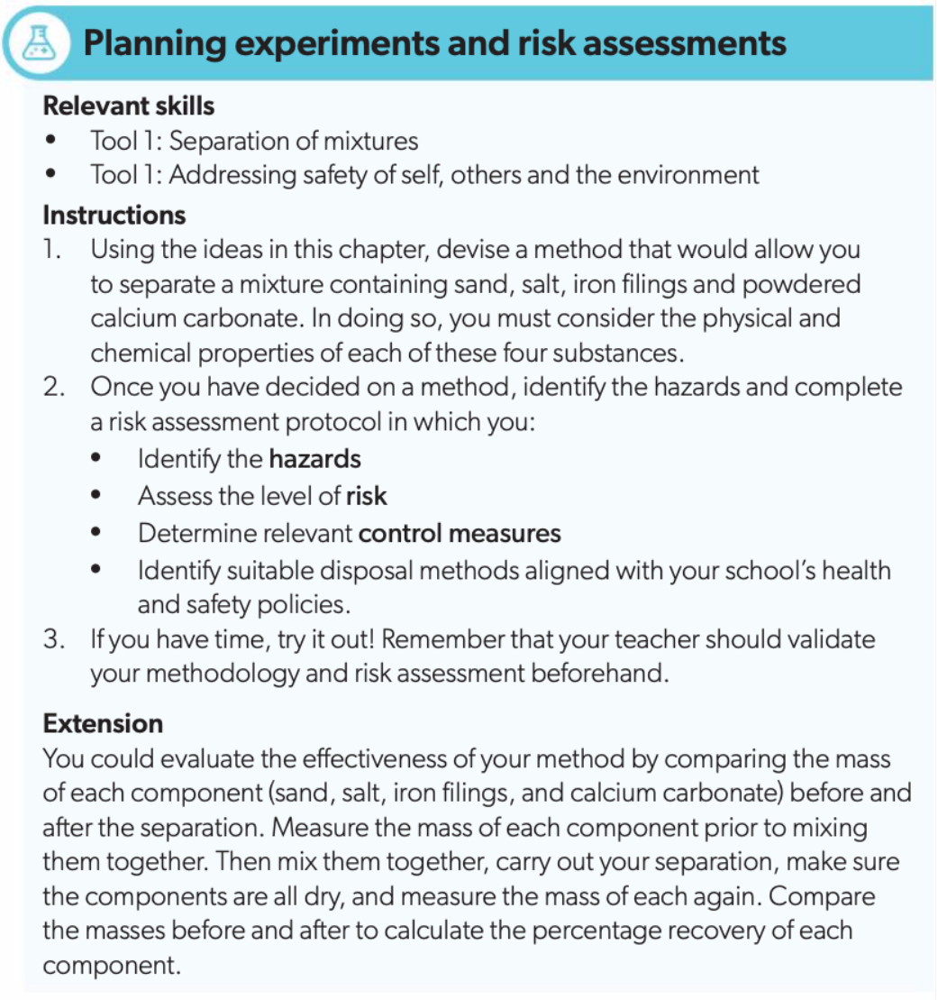 Planning experiments and risk assessments
Relevant skills
• Tool 1: Separation of mixtures
• Tool 1: Addressing safety of self, others and the environment
Instructions
1. Using the ideas in this chapter, devise a method that would allow you
to separate a mixture containing sand, salt, iron filings and powdered
calcium carbonate. In doing so, you must consider the physical and
chemical properties of each of these four substances.
2. Once you have decided on a method, identify the hazards and complete
a risk assessment protocol in which you:
• Identify the hazards
• Assess the level of risk
• Determine relevant control measures
• Identify suitable disposal methods aligned with your school's health
and safety policies.
3. If you have time, try it out! Remember that your teacher should validate
your methodology and risk assessment beforehand.
Extension
You could evaluate the effectiveness of your method by comparing the mass
of each component (sand, salt, iron filings, and calcium carbonate) before and
after the separation. Measure the mass of each component prior to mixing
them together. Then mix them together, carry out your separation, make sure
the components are all dry, and measure the mass of each again. Compare
the masses before and after to calculate the percentage recovery of each
component.